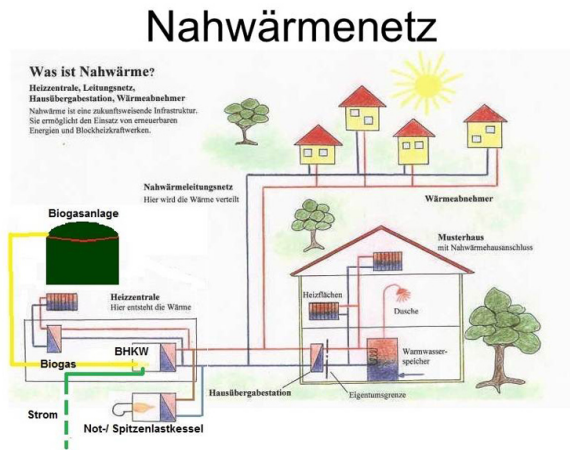 Nahwärmenetz
Was ist Nahwärme?
Heizzentrale, Leitungsnetz,
Hausübergabestation, Wärmeabnehmer
Nahwärme ist eine zukunftsweisende Infrastruktur.
Sie ermöglicht den Einsatz von erneuerbaren
Energien und Blockheizkraftwerken.
Nahwärmeleitungsnetz
Hier wird die Wärme verteilt
Wärmeabnehmer
Biogasanlage
Musterhaus
mit Nahwärmehausanschluss
Heizzentrale
Hier entsteht die Wärme
Heizflächen
Dusche
BHKW
Biogas
Warmwasser-
speicher
Hausübergabestation
Eigentumsgrenze
Strom
Not-/ Spitzenlastkessel